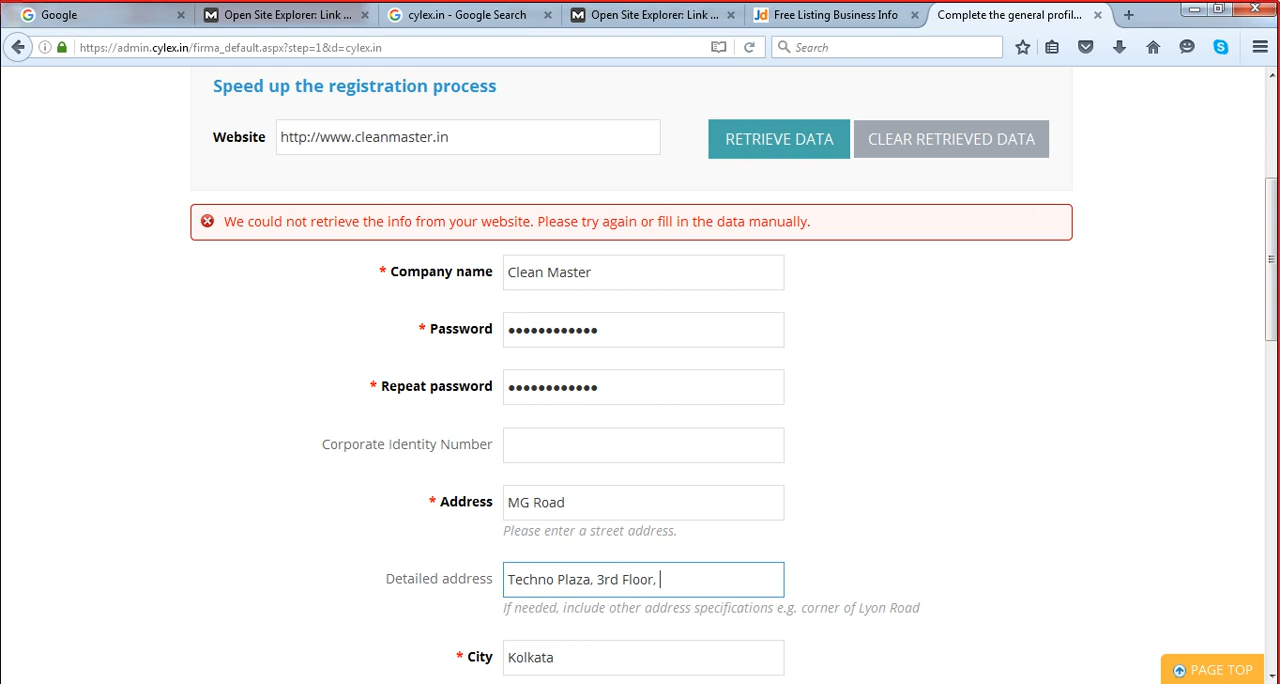 Google
Open Site Explorer: Link ...
cylex.in - Google Search
Open Site Explorer: Link ...
Jd Free Listing Business Info
Complete the general profil...
https://admin.cylex.in/firma_default.aspx?step=1&d=cylex.in
Search
Speed up the registration process
Website http://www.cleanmaster.in RETRIEVE DATA CLEAR RETRIEVED DATA
We could not retrieve the info from your website. Please try again or fill in the data manually.
* Company name Clean Master
* Password ••••••••••••
* Repeat password ••••••••••••
Corporate Identity Number
* Address MG Road
Please enter a street address.
Detailed address Techno Plaza, 3rd Floor,
If needed, include other address specifications e.g. corner of Lyon Road
* City Kolkata
PAGE TOP